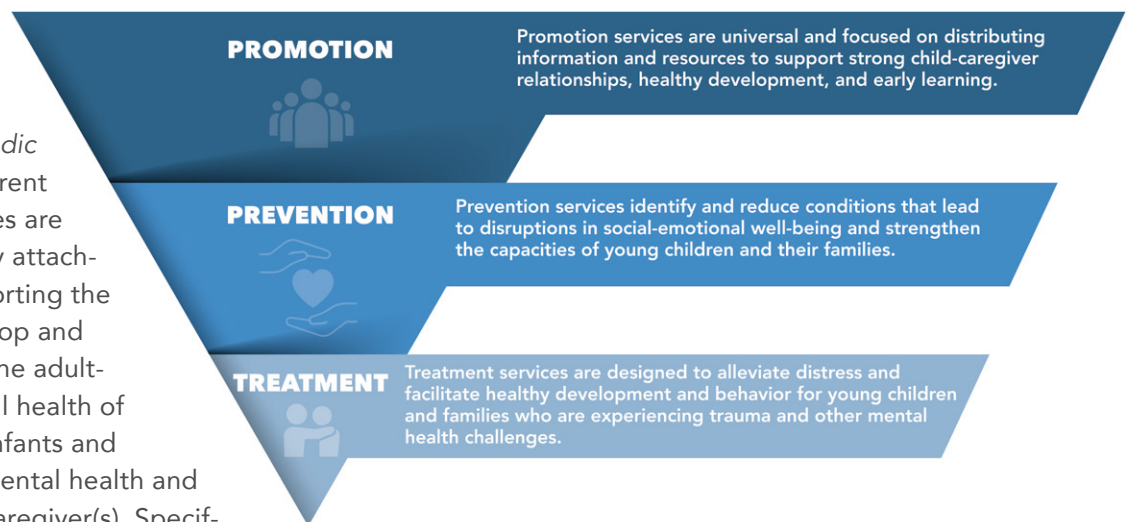 PROMOTION
Promotion services are universal and focused on distributing
information and resources to support strong child-caregiver
relationships, healthy development, and early learning.
PREVENTION
Prevention services identify and reduce conditions that lead
to disruptions in social-emotional well-being and strengthen
the capacities of young children and their families.
TREATMENT
Treatment services are designed to alleviate distress and
facilitate healthy development and behavior for young children
and families who are experiencing trauma and other mental
health challenges.
dic
rent
es are
y attach-
orting the
op and
he adult-
l health of
nfants and
ental health and
aregiver(s). Specif-